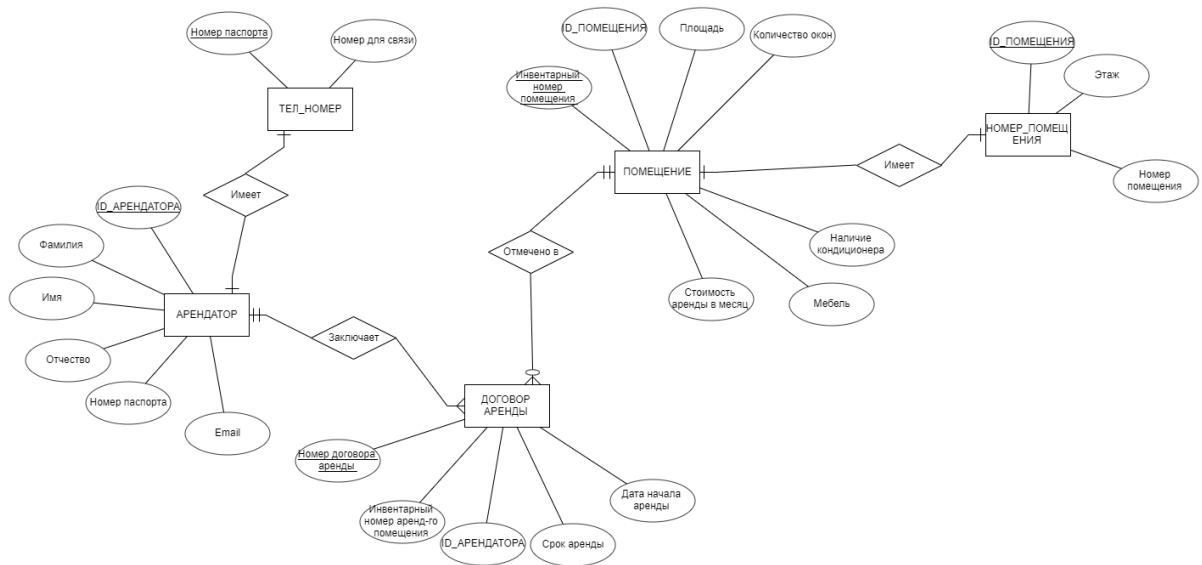 Номер паспорта
Номер для связи
ТЕЛ_НОМЕР
Имеет
ID_АРЕНДАТОРА
Фамилия
Имя
Отчество
Номер паспорта
Email
АРЕНДАТОР
Заключает
ID_ПОМЕЩЕНИЯ
Площадь
Количество окон
Инвентарный
номер
помещения
ПОМЕЩЕНИЕ
Имеет
ID_ПОМЕЩЕНИЯ
Этаж
НОМЕР_ПОМЕЩ
ЕНИЯ
Номер
помещения
Отмечено в
Наличие
кондиционера
Стоимость
аренды в месяц
Мебель
ДОГОВОР
АРЕНДЫ
Номер договора
аренды
Инвентарный
номер аренд-го
помещения
ID_АРЕНДАТОРА
Срок аренды
Дата начала
аренды